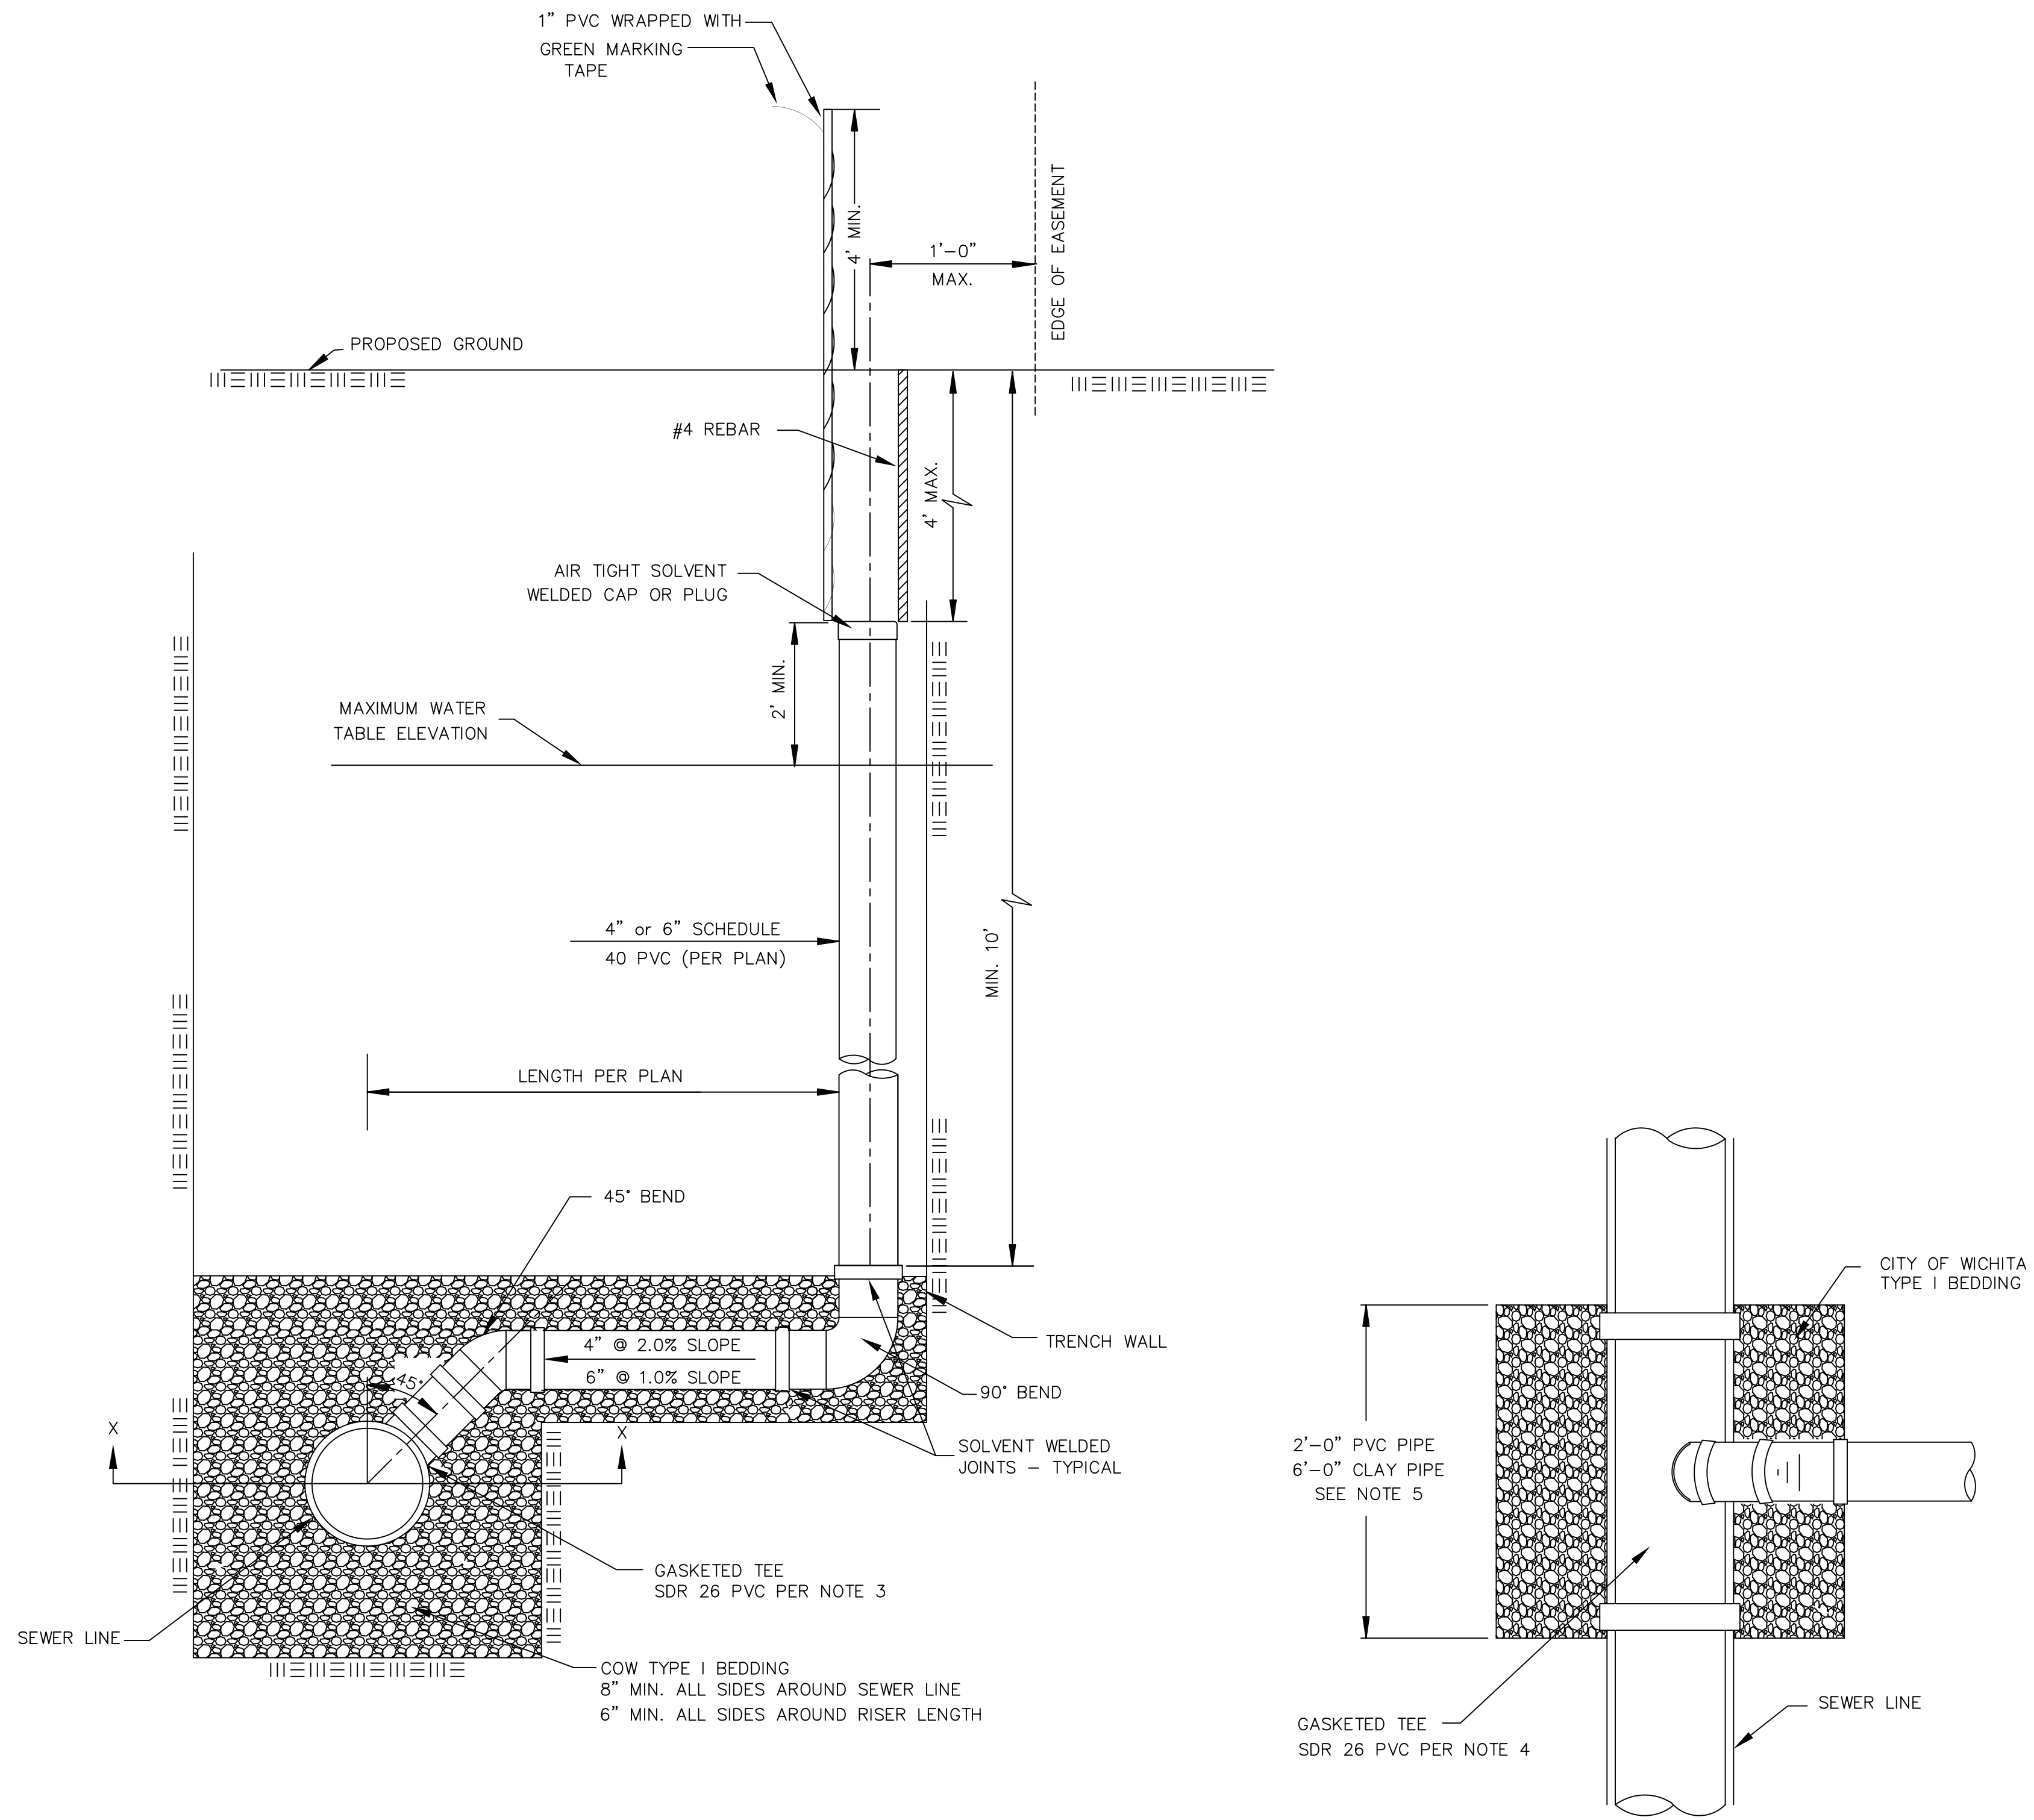 1” PVC WRAPPED WITH
GREEN MARKING
TAPE
4' MIN.
1'–0”
MAX.
EDGE OF EASEMENT
PROPOSED GROUND
#4 REBAR
4' MAX.
AIR TIGHT SOLVENT
WELDED CAP OR PLUG
2' MIN.
MAXIMUM WATER
TABLE ELEVATION
4” or 6” SCHEDULE
40 PVC (PER PLAN)
MIN. 10'
LENGTH PER PLAN
45° BEND
4” @ 2.0% SLOPE
6” @ 1.0% SLOPE
45°
TRENCH WALL
90° BEND
X
X
SOLVENT WELDED
JOINTS – TYPICAL
GASKETED TEE
SDR 26 PVC PER NOTE 3
SEWER LINE
COW TYPE I BEDDING
8” MIN. ALL SIDES AROUND SEWER LINE
6” MIN. ALL SIDES AROUND RISER LENGTH
CITY OF WICHITA
TYPE I BEDDING
2'–0” PVC PIPE
6'–0” CLAY PIPE
SEE NOTE 5
SEWER LINE
GASKETED TEE
SDR 26 PVC PER NOTE 4